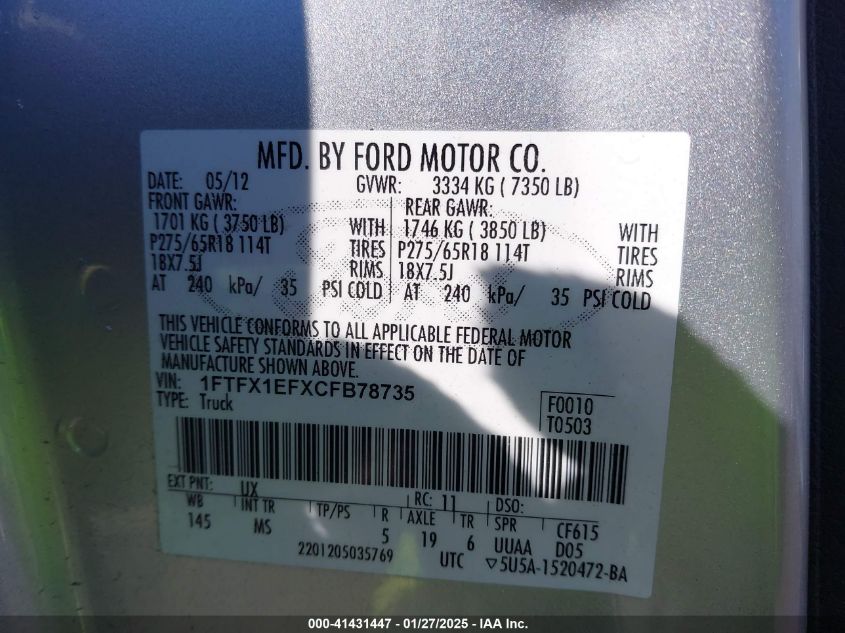 MFD. BY FORD MOTOR CO.
DATE: 05/12 GVWR: 3334 KG ( 7350 LB)
FRONT GAWR: REAR GAWR:
1701 KG ( 3750 LB) WITH 1746 KG ( 3850 LB) WITH
P275/65R18 114T TIRES P275/65R18 114T TIRES
18X7.5J RIMS 18X7.5J RIMS
AT 240 kPa/ 35 PSI COLD AT 240 kPa/ 35 PSI COLD
THIS VEHICLE CONFORMS TO ALL APPLICABLE FEDERAL MOTOR
VEHICLE SAFETY STANDARDS IN EFFECT ON THE DATE OF
MANUFACTURE SHOWN ABOVE.
VIN: 1FTFX1EFXCFB78735
TYPE: Truck
F0010
T0503
EXT PNT: UX RC: 11 DSO:
WB INT TR TP/PS R AXLE TR SPR CF615
145 MS 5 19 6 UUAA D05
2201205035769 UTC ▽5U5A-1520472-BA
000-41431447 — 01/27/2025 — IAA Inc.